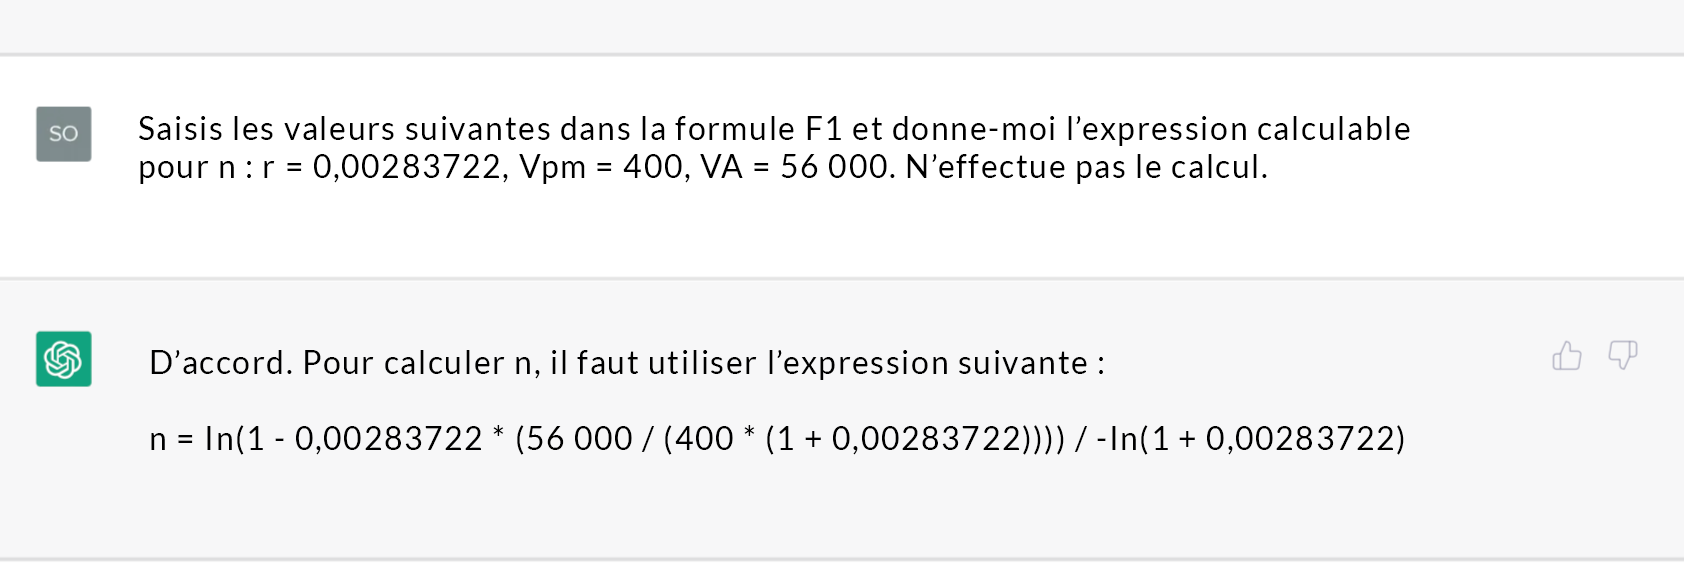 SO
Saisis les valeurs suivantes dans la formule F1 et donne-moi l’expression calculable
pour n : r = 0,00283722, Vpm = 400, VA = 56 000. N’effectue pas le calcul.
D’accord. Pour calculer n, il faut utiliser l’expression suivante :
n = ln(1 - 0,00283722 * (56 000 / (400 * (1 + 0,00283722)))) / -ln(1 + 0,00283722)